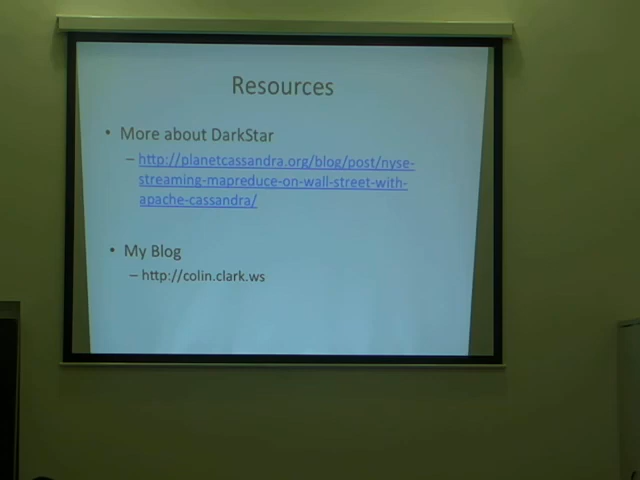 Resources
• More about DarkStar
– http://planetcassandra.org/blog/post/nyse-
streaming-mapreduce-on-wall-street-with-
apache-cassandra/
• My Blog
– http://colin.clark.ws